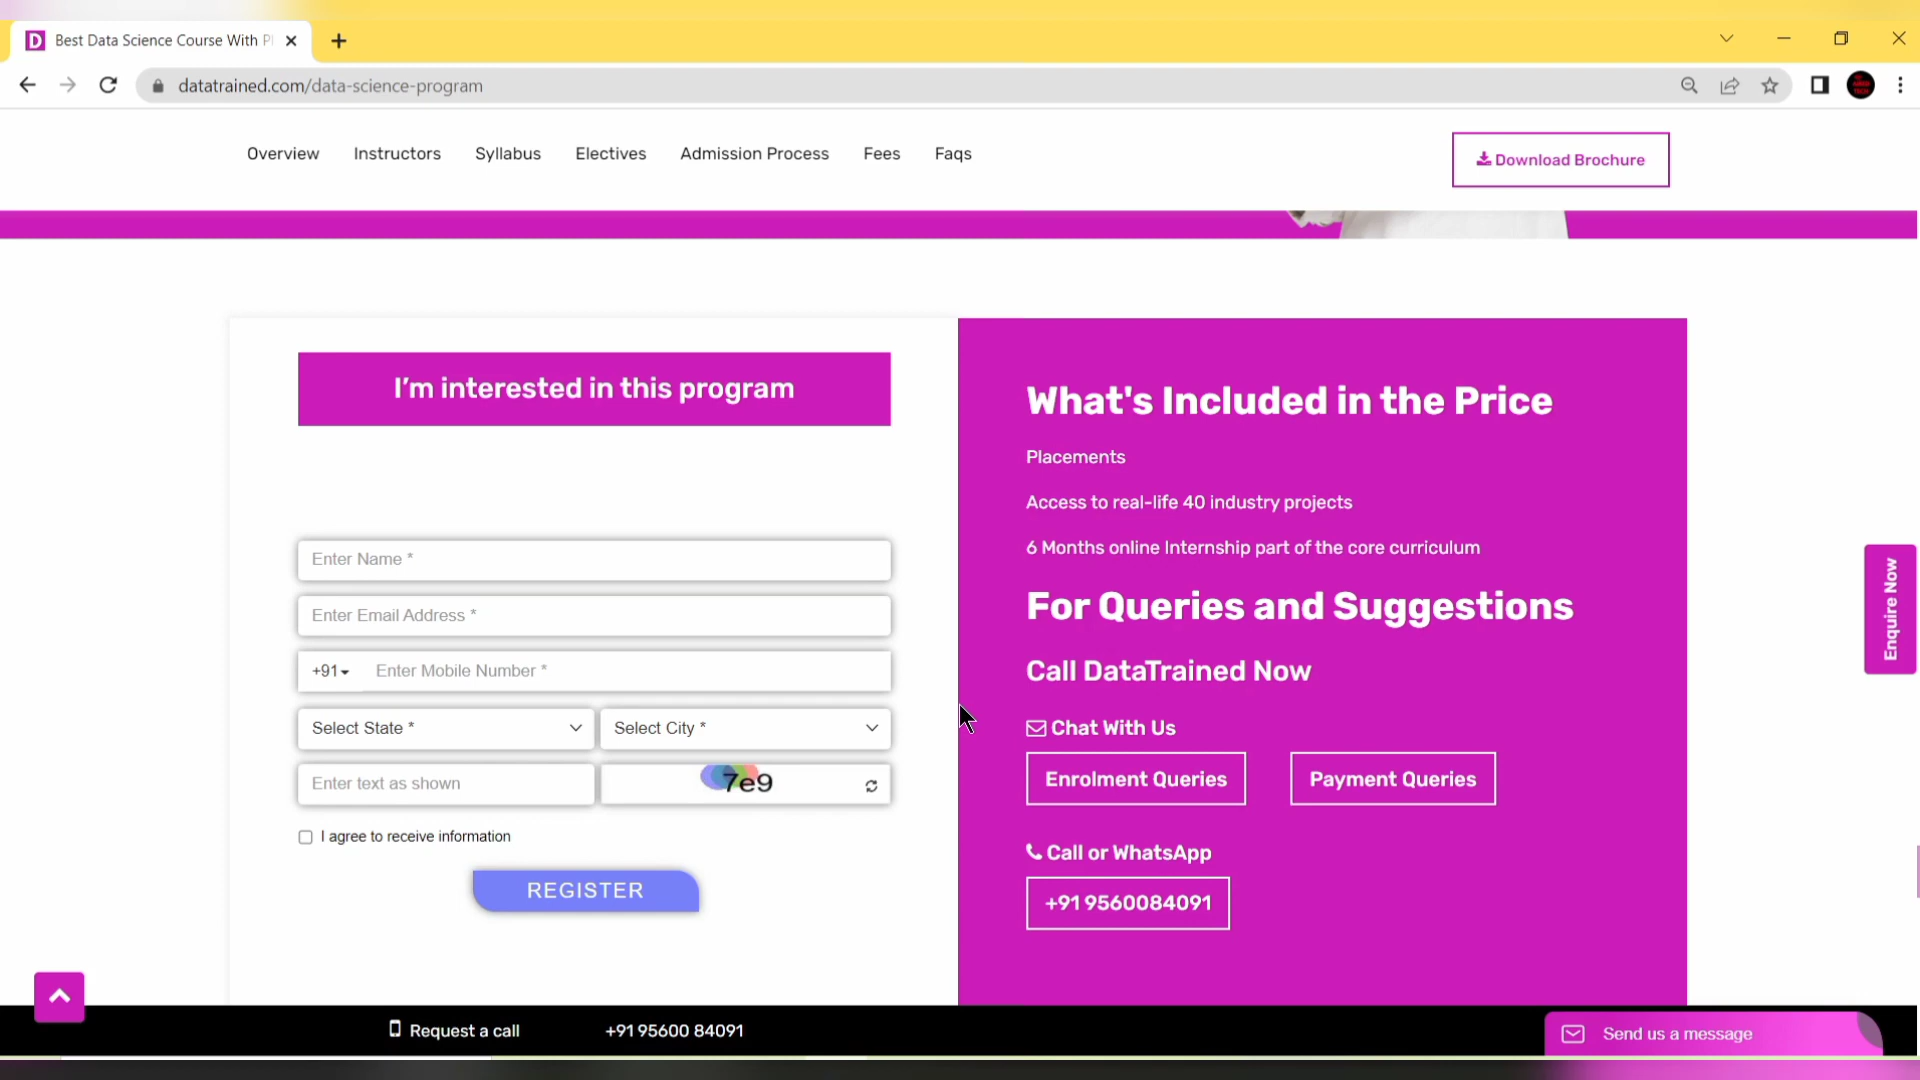 Best Data Science Course With Pl
datatrained.com/data-science-program
Overview Instructors Syllabus Electives Admission Process Fees Faqs
Download Brochure
I'm interested in this program
Enter Name *
Enter Email Address *
+91 Enter Mobile Number *
Select State * Select City *
Enter text as shown 7e9
I agree to receive information
REGISTER
What's Included in the Price
Placements
Access to real-life 40 industry projects
6 Months online Internship part of the core curriculum
For Queries and Suggestions
Call DataTrained Now
Chat With Us
Enrolment Queries Payment Queries
Call or WhatsApp
+91 9560084091
Enquire Now
Request a call +91 95600 84091
Send us a message